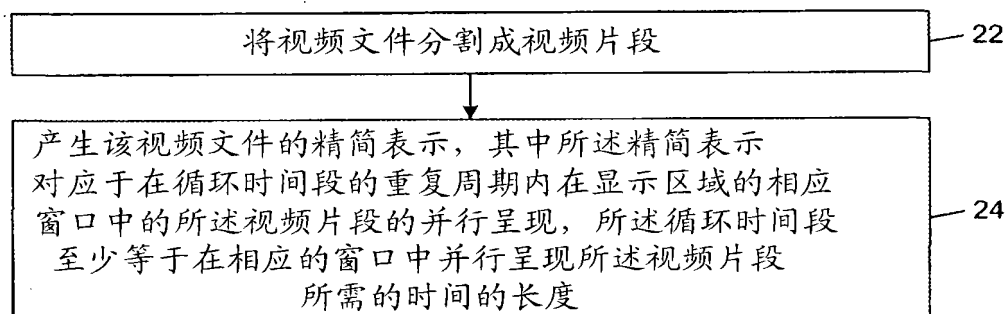 将视频文件分割成视频片段
22
产生该视频文件的精简表示，其中所述精简表示
对应于在循环时间段的重复周期内在显示区域的相应
窗口中的所述视频片段的并行呈现，所述循环时间段
至少等于在相应的窗口中并行呈现所述视频片段
所需的时间的长度
24